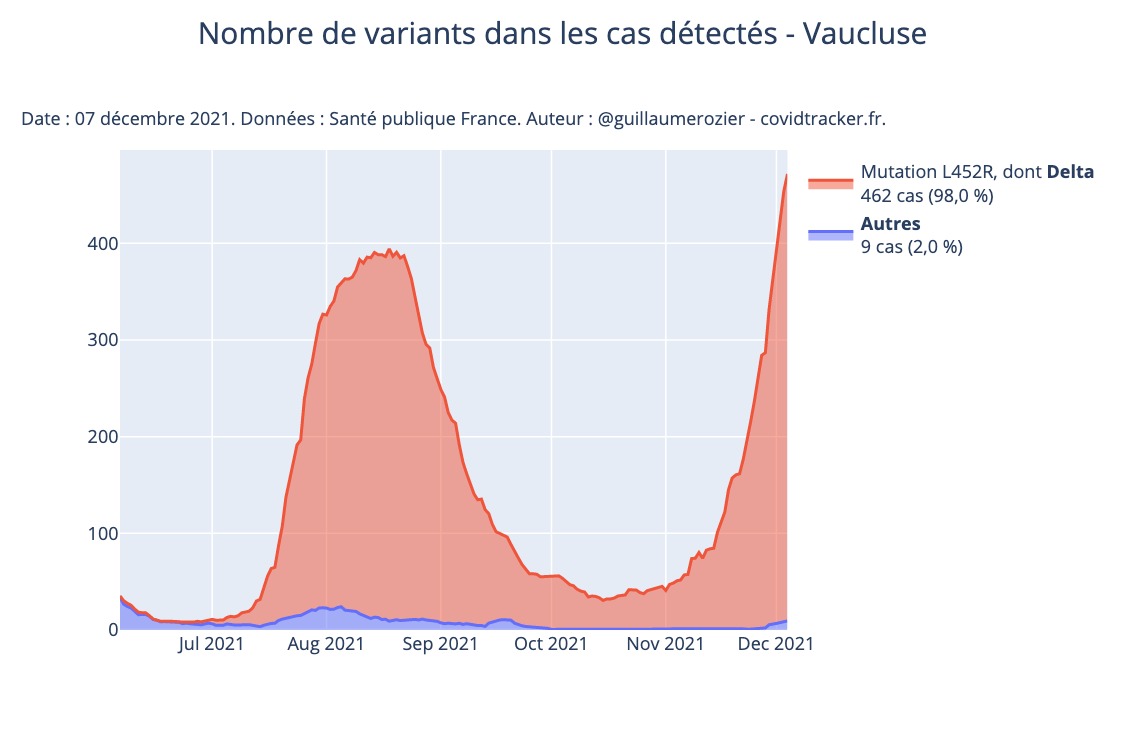 Nombre de variants dans les cas détectés - Vaucluse
Date : 07 décembre 2021. Données : Santé publique France. Auteur : @guillaumerozier - covidtracker.fr.
Mutation L452R, dont Delta
462 cas (98,0 %)
Autres
9 cas (2,0 %)
400
300
200
100
0
Jul 2021
Aug 2021
Sep 2021
Oct 2021
Nov 2021
Dec 2021